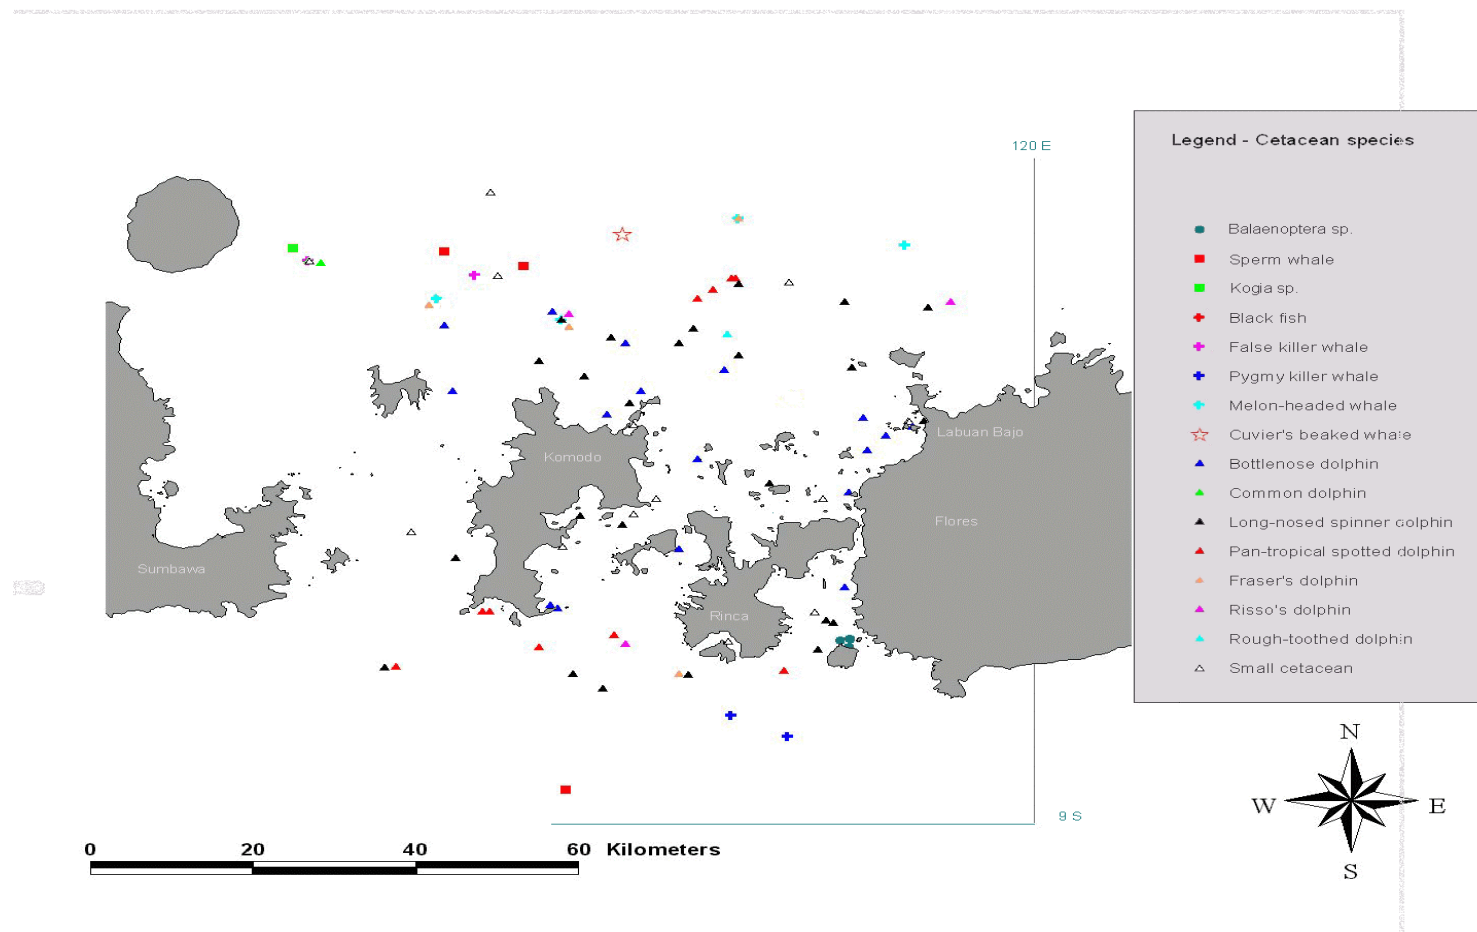 Legend - Cetacean species
120 E
Balaenoptera sp.
Sperm whale
Kogia sp.
Black fish
False killer whale
Pygmy killer whale
Melon-headed whale
Cuvier's beaked whale
Bottlenose dolphin
Common dolphin
Long-nosed spinner dolphin
Pan-tropical spotted dolphin
Fraser's dolphin
Risso's dolphin
Rough-toothed dolphin
Small cetacean
Labuan Bajo
Komodo
Flores
Sumbawa
Rinca
N
W E
S
9 S
0 20 40 60 Kilometers